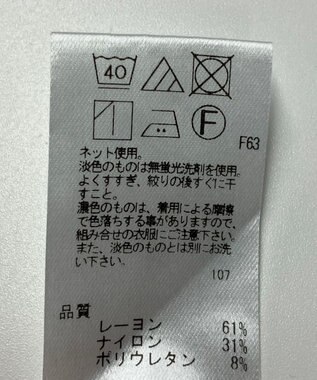 40
F
F63
ネット使用。
淡色のものは無蛍光洗剤を使用。
よくすすぎ、絞りの後すぐに干
すこと。
濃色のものは、着用による摩擦
で色落ちする事がありますので、
組み合せの衣服にご注意下さい。
また、淡色のものとは別にお洗
い下さい。
107
品質
レーヨン 61%
ナイロン 31%
ポリウレタン 8%